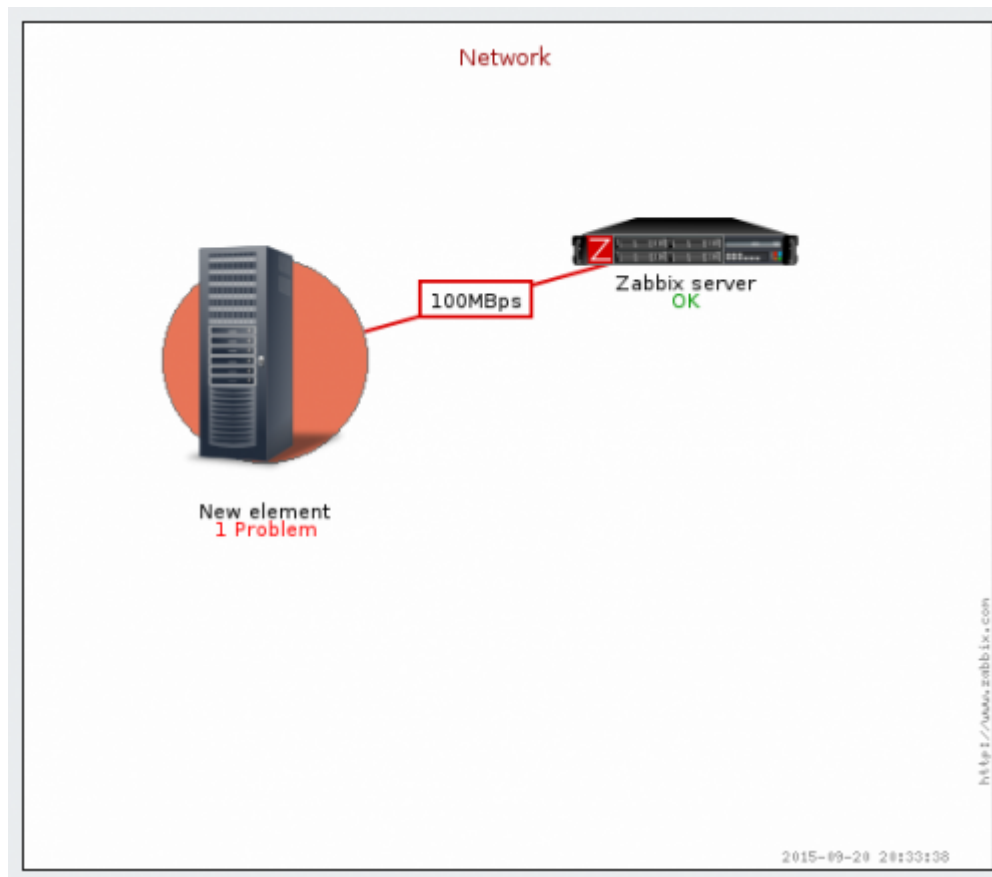 Network
Z
Zabbix server
OK
100MBps
New element
1 Problem
http://www.zabbix.com
2015-09-20 20:33:38